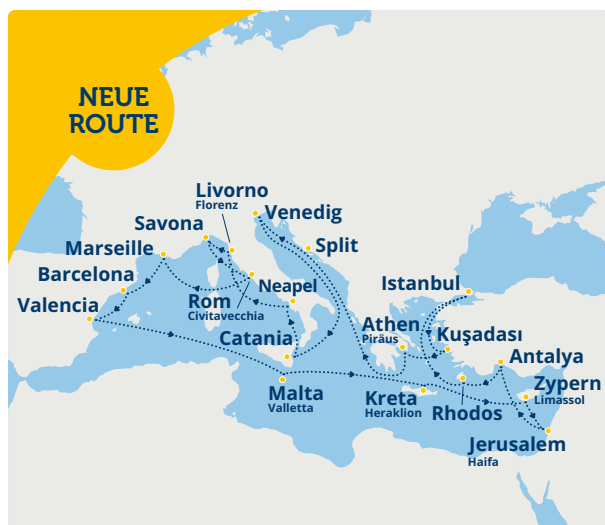 NEUE
ROUTE
Livorno
Florenz
Venedig
Savona
Split
Marseille
Barcelona
Neapel
Istanbul
Valencia
Rom
Civitavecchia
Athen
Piräus
Kuşadası
Catania
Antalya
Malta
Valletta
Kreta
Heraklion
Rhodos
Zypern
Limassol
Jerusalem
Haifa